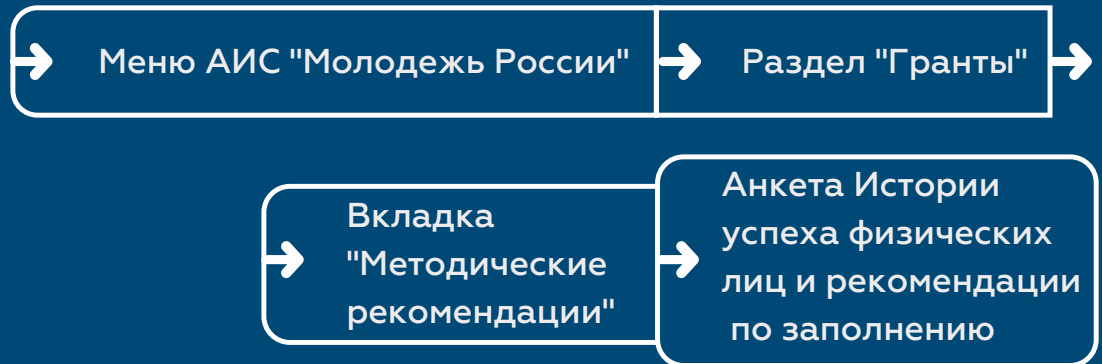 Меню АИС "Молодежь России"
Раздел "Гранты"
Вкладка
"Методические
рекомендации"
Анкета Истории
успеха физических
лиц и рекомендации
по заполнению